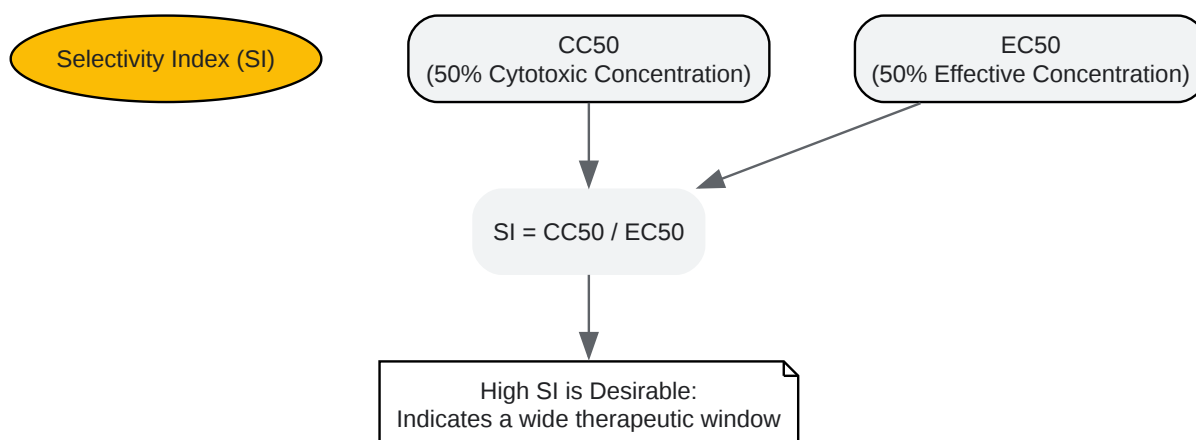 Selectivity Index (SI)
CC50
(50% Cytotoxic Concentration)
EC50
(50% Effective Concentration)
SI = CC50 / EC50
High SI is Desirable:
Indicates a wide therapeutic window